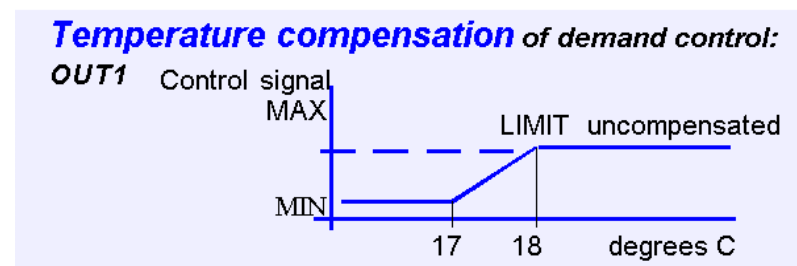 Temperature compensation of demand control:
OUT1 Control signal
MAX
LIMIT uncompensated
MIN
17 18 degrees C